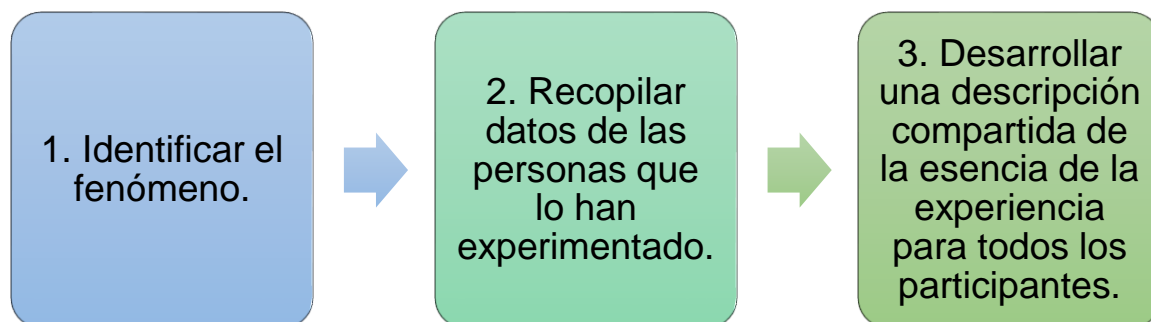 1. Identificar el
fenómeno.
2. Recopilar
datos de las
personas que
lo han
experimentado.
3. Desarrollar
una descripción
compartida de
la esencia de la
experiencia
para todos los
participantes.